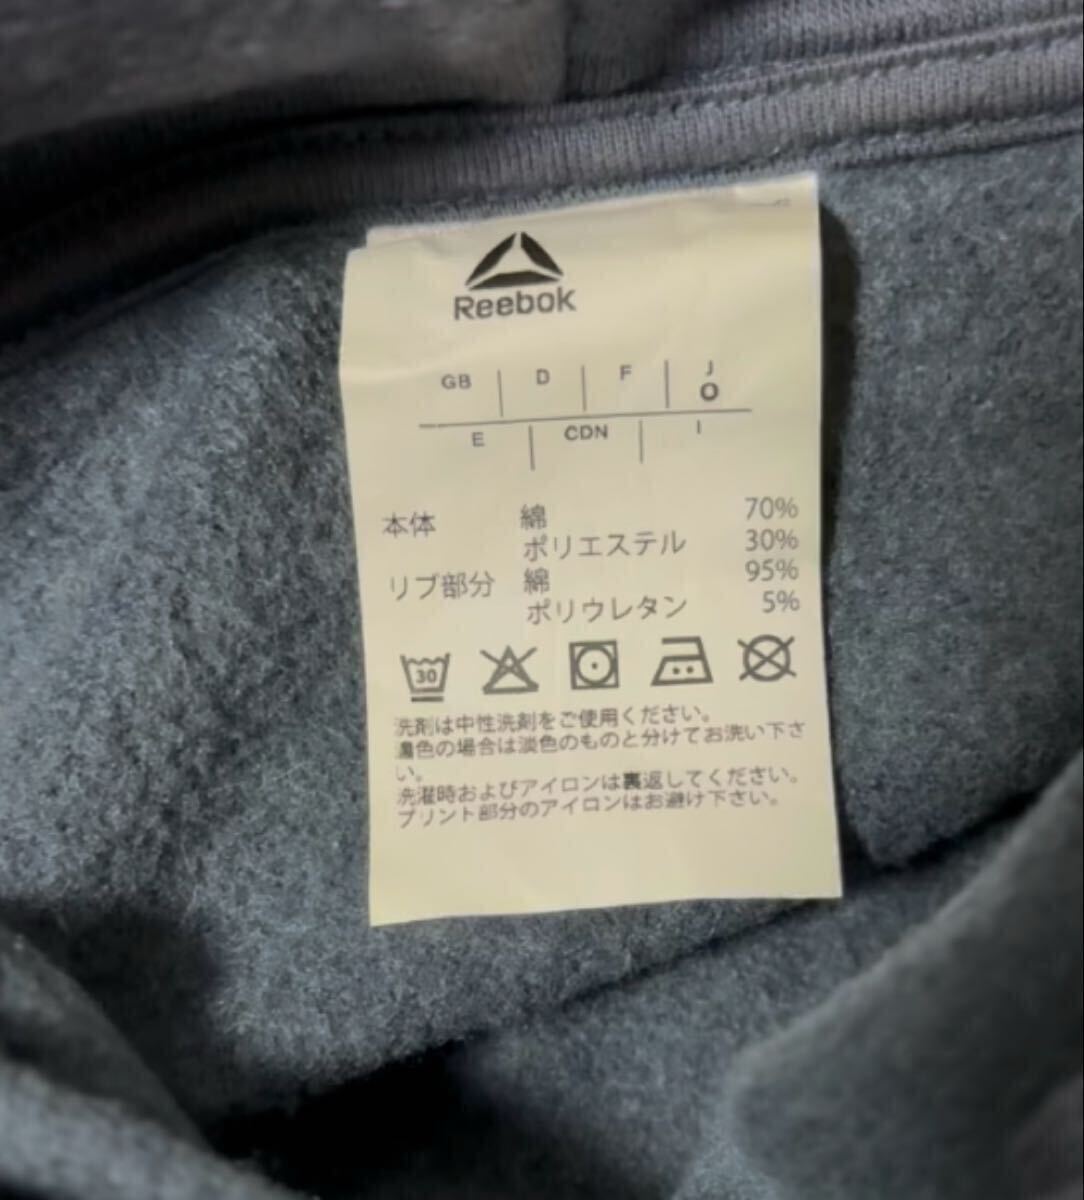 Reebok
GB D F J
O
E CDN I
本体 綿 70%
ポリエステル 30%
リブ部分 綿 95%
ポリウレタン 5%
30
洗剤は中性洗剤をご使用ください。
濃色の場合は淡色のものと分けてお洗い下さ
い。
洗濯時およびアイロンは裏返してください。
プリント部分のアイロンはお避け下さい。